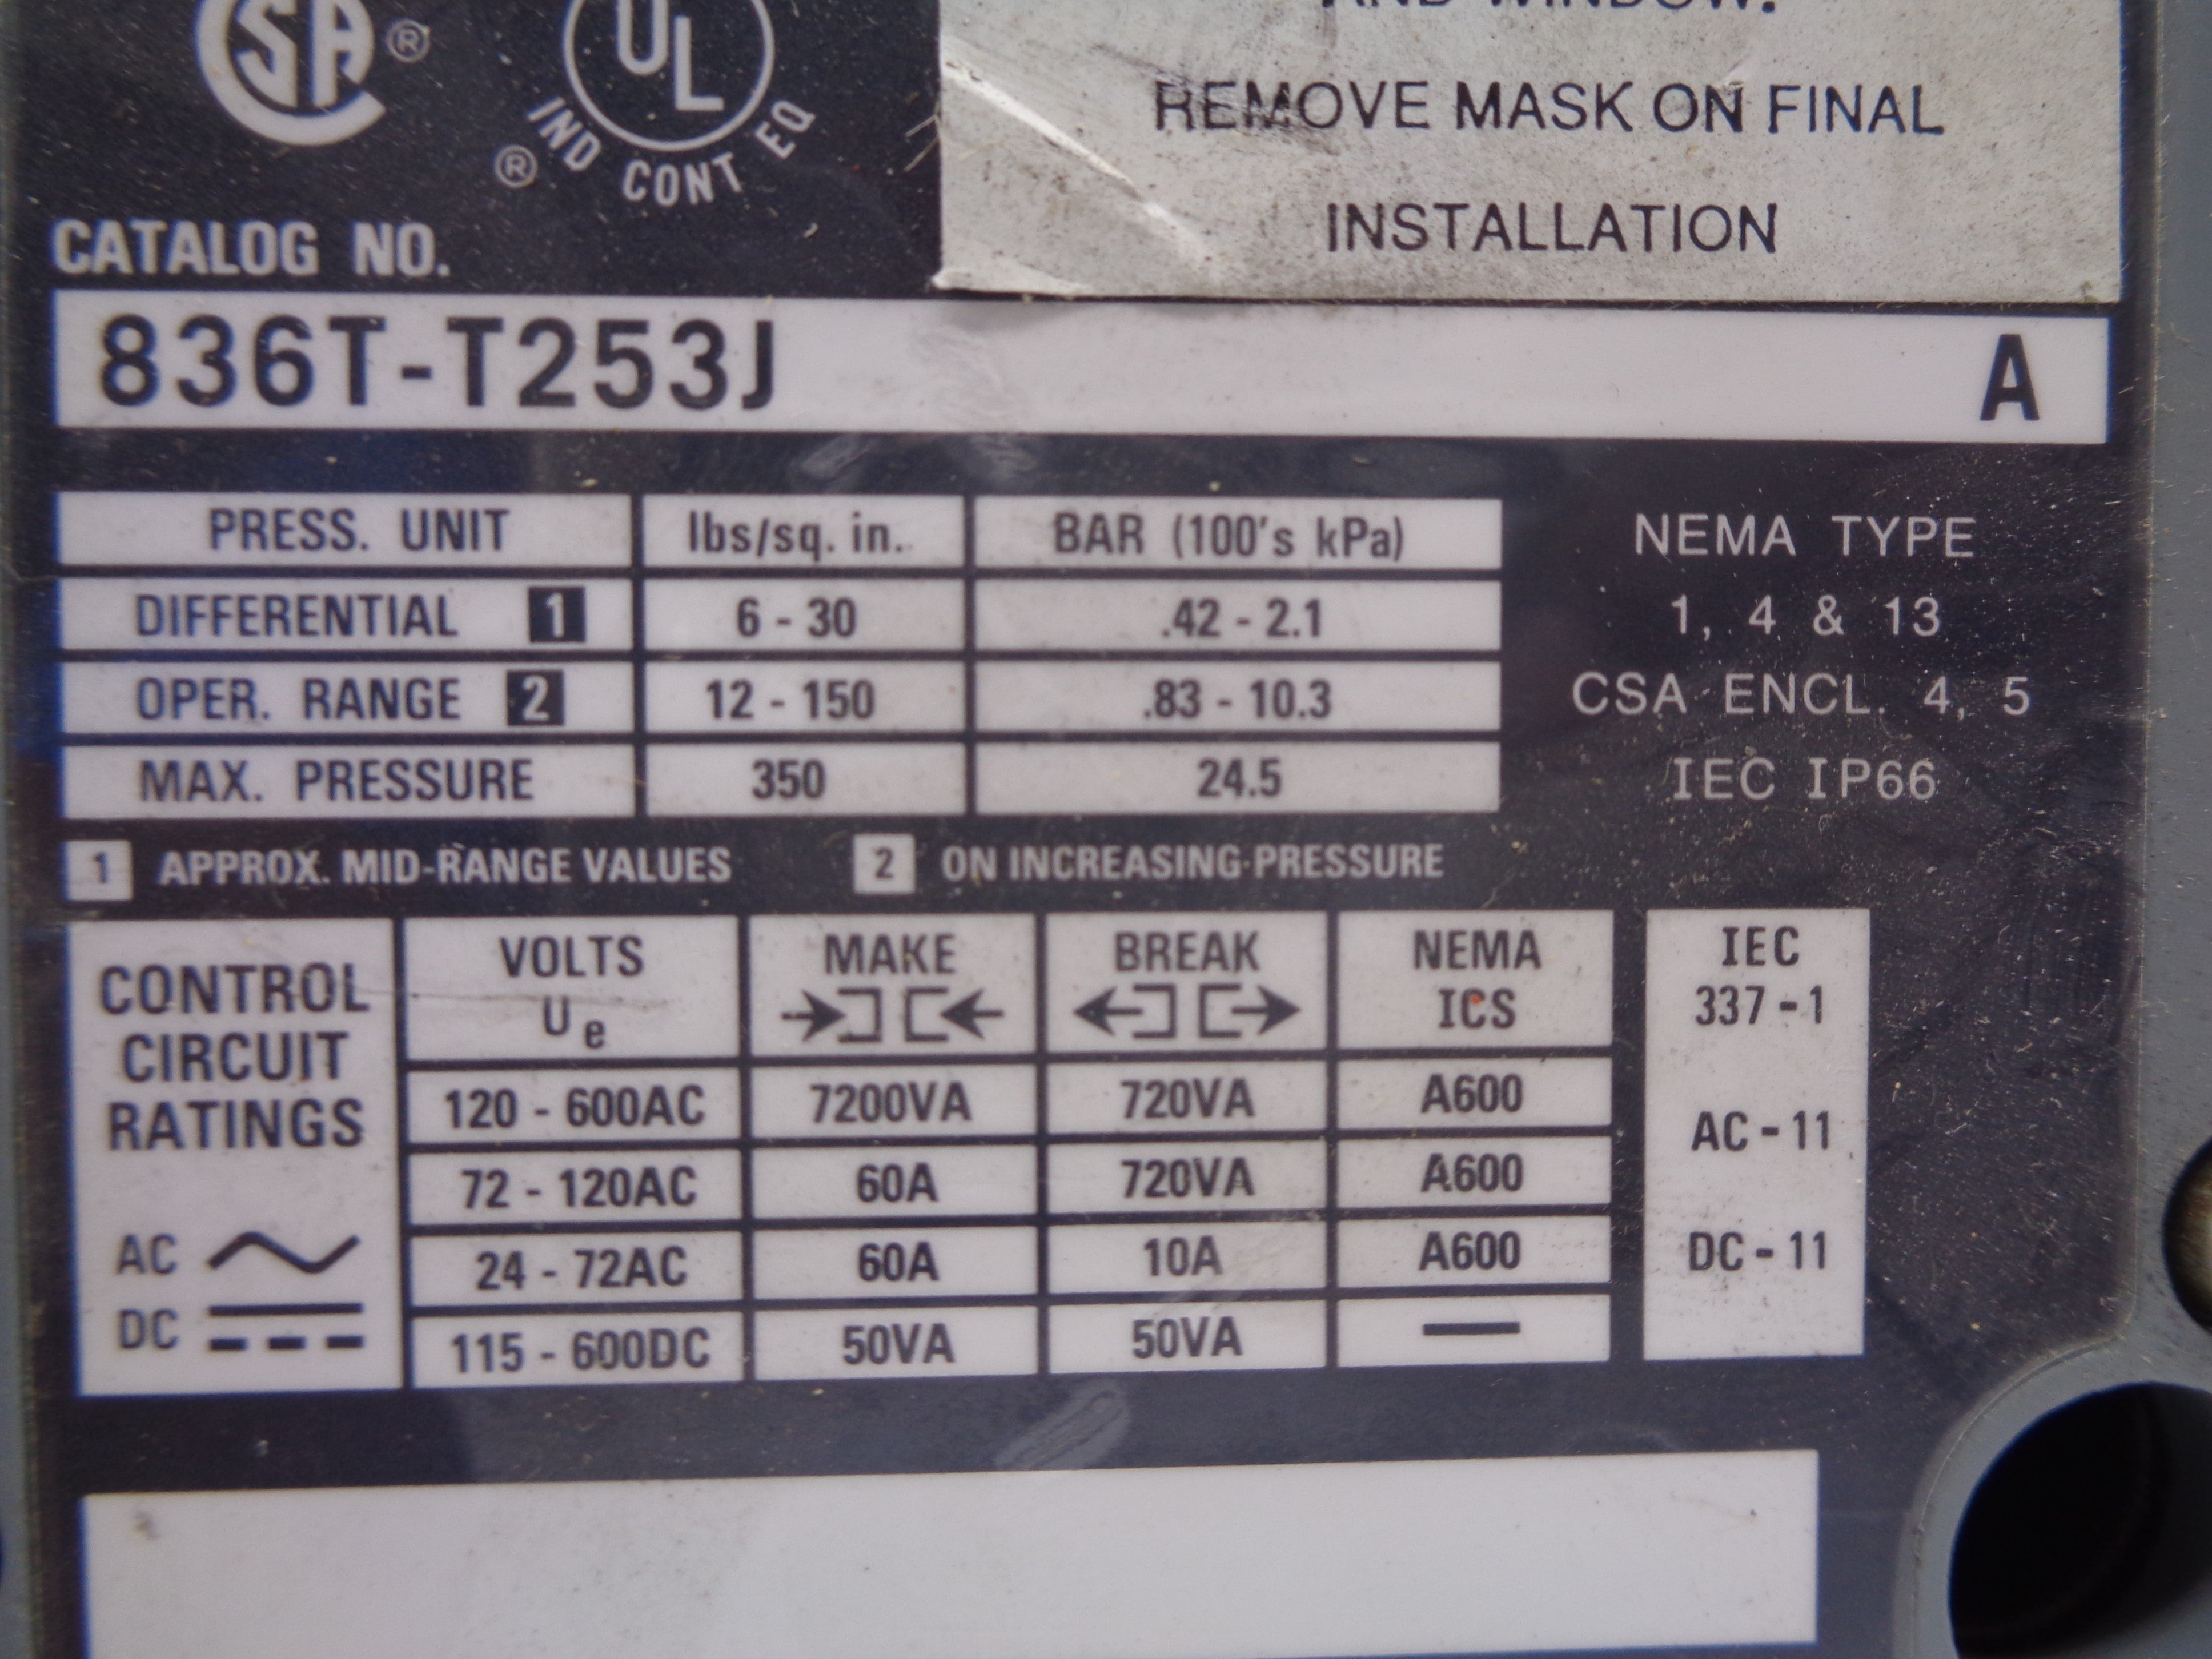 SA ®
UL
® IND CONT EQ
AND WINDOW.
REMOVE MASK ON FINAL
INSTALLATION
CATALOG NO.
836T-T253J A
PRESS. UNIT lbs/sq. in. BAR (100's kPa)
DIFFERENTIAL 1 6 - 30 .42 - 2.1
OPER. RANGE 2 12 - 150 .83 - 10.3
MAX. PRESSURE 350 24.5
NEMA TYPE
1, 4 & 13
CSA ENCL. 4, 5
IEC IP66
1 APPROX. MID-RANGE VALUES 2 ON INCREASING PRESSURE
CONTROL
CIRCUIT
RATINGS
AC
DC
VOLTS Ue MAKE BREAK NEMA ICS
120 - 600AC 7200VA 720VA A600
72 - 120AC 60A 720VA A600
24 - 72AC 60A 10A A600
115 - 600DC 50VA 50VA —
IEC
337-1
AC-11
DC-11